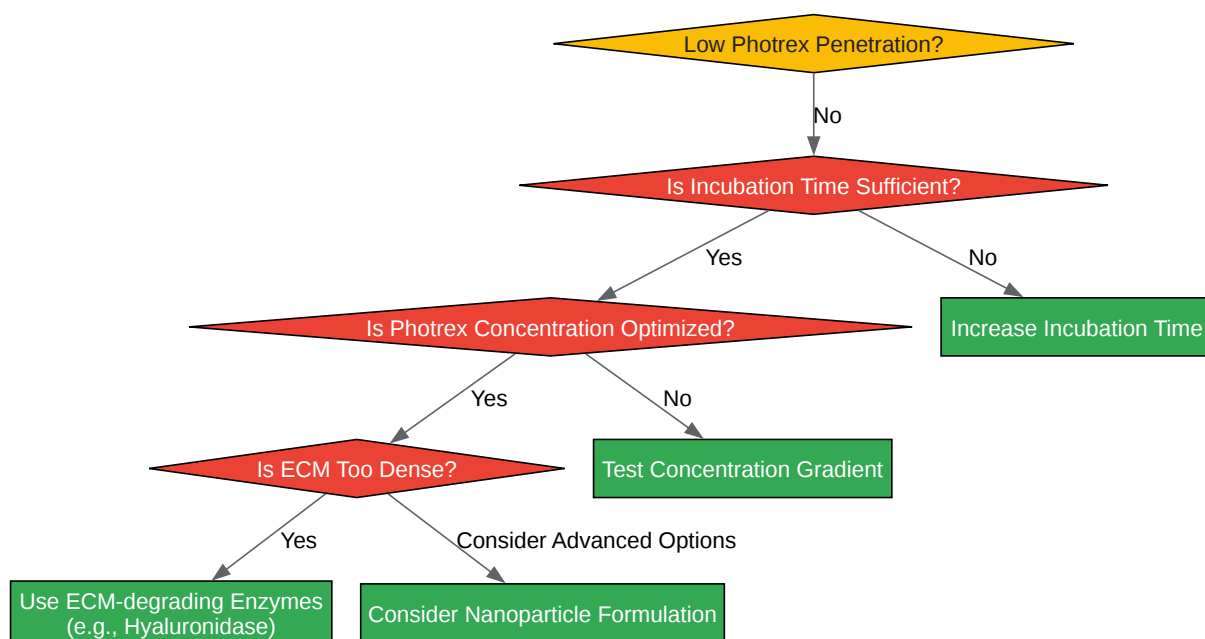 Low Photrex Penetration?
No
Is Incubation Time Sufficient?
Yes
No
Is Photrex Concentration Optimized?
Increase Incubation Time
Yes
No
Is ECM Too Dense?
Test Concentration Gradient
Yes
Consider Advanced Options
Use ECM-degrading Enzymes
(e.g., Hyaluronidase)
Consider Nanoparticle Formulation